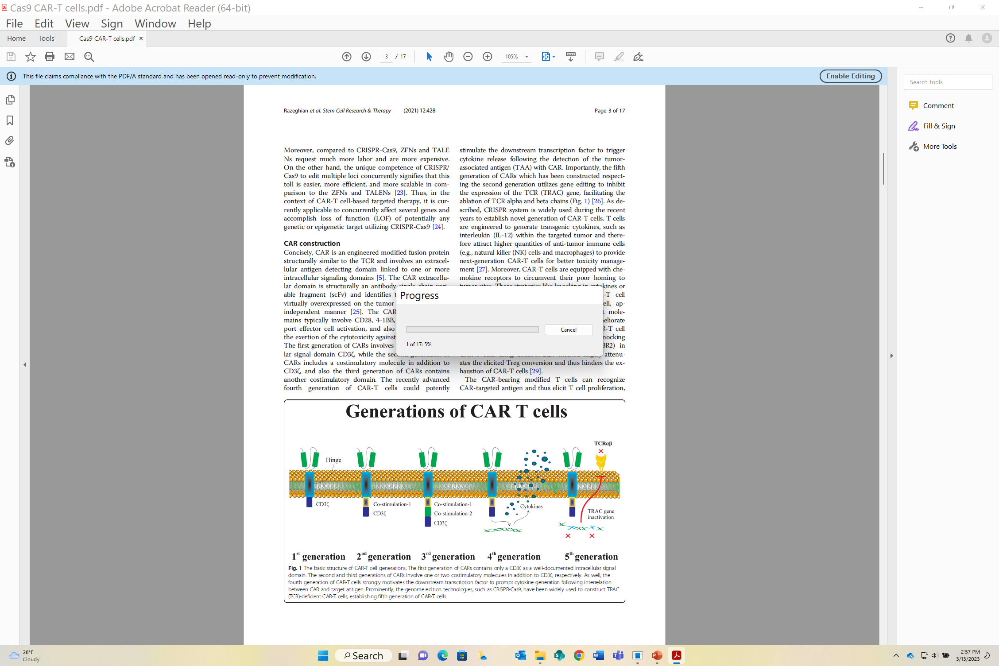 Cas9 CAR-T cells.pdf - Adobe Acrobat Reader (64-bit)
File Edit View Sign Window Help
Home Tools Cas9 CAR-T cells.pdf ×
3 / 17 105%
This file claims compliance with the PDF/A standard and has been opened read-only to prevent modification.
Enable Editing
Search tools
Comment
Fill & Sign
More Tools
Razeghian et al. Stem Cell Research & Therapy (2021) 12:428 Page 3 of 17
Moreover, compared to CRISPR-Cas9, ZFNs and TALE
Ns request much more labor and are more expensive.
On the other hand, the unique competence of CRISPR/
Cas9 to edit multiple loci concurrently signifies that this
toll is easier, more efficient, and more scalable in com-
parison to the ZFNs and TALENs [23]. Thus, in the
context of CAR-T cell-based targeted therapy, it is cur-
rently applicable to concurrently affect several genes and
accomplish loss of function (LOF) of potentially any
genetic or epigenetic target utilizing CRISPR-Cas9 [24].
CAR construction
Concisely, CAR is an engineered modified fusion protein
structurally similar to the TCR and involves an extracel-
lular antigen detecting domain linked to one or more
intracellular signaling domains [5]. The CAR extracellu-
lar domain is structurally an antibody single chain vari-
able fragment (scFv) and identifies
virtually overexpressed on the tumor
independent manner [25]. The CAR
mains typically involve CD28, 4-1BB,
port effector cell activation, and also
the exertion of the cytotoxicity against
The first generation of CARs involves
lar signal domain CD3ζ, while the second generation of
CARs includes a costimulatory molecule in addition to
CD3ζ, and also the third generation of CARs contains
another costimulatory domain. The recently advanced
fourth generation of CAR-T cells could potently
stimulate the downstream transcription factor to trigger
cytokine release following the detection of the tumor-
associated antigen (TAA) with CAR. Importantly, the fifth
generation of CARs which has been constructed respect-
ing the second generation utilizes gene editing to inhibit
the expression of the TCR (TRAC) gene, facilitating the
ablation of TCR alpha and beta chains (Fig. 1) [26]. As de-
scribed, CRISPR system is widely used during the recent
years to establish novel generation of CAR-T cells. T cells
are engineered to generate transgenic cytokines, such as
interleukin (IL-12) within the targeted tumor and there-
fore attract higher quantities of anti-tumor immune cells
(e.g., natural killer (NK) cells and macrophages) to provide
next-generation CAR-T cells for better toxicity manage-
ment [27]. Moreover, CAR-T cells are equipped with che-
mokine receptors to circumvent their poor homing to
tumor sites. These strategies like knocking in cytokines or
-T cell
ell, ap-
mole-
eliorate
R-T cell
nocking
BR2) in
attenu-
ates the elicited Treg conversion and thus hinders the ex-
haustion of CAR-T cells [29].
The CAR-bearing modified T cells can recognize
CAR-targeted antigen and thus elicit T cell proliferation,
Progress
Cancel
1 of 17: 5%
Generations of CAR T cells
TCRαβ
Hinge
CD3ζ
Co-stimulation-1
CD3ζ
Co-stimulation-1
Co-stimulation-2
CD3ζ
Cytokines
TRAC gene
inactivation
1st generation 2nd generation 3rd generation 4th generation 5th generation
Fig. 1 The basic structure of CAR-T cell generations. The first generation of CARs contains only a CD3ζ as a well-documented intracellular signal
domain. The second and third generations of CARs involve one or two costimulatory molecules in addition to CD3ζ, respectively. As well, the
fourth generation of CAR-T cells strongly motivates the downstream transcription factor to prompt cytokine generation following interrelation
between CAR and target antigen. Prominently, the genome edition technologies, such as CRISPR-Cas9, have been widely used to construct TRAC
(TCR)-deficient CAR-T cells, establishing fifth generation of CAR-T cells
28°F
Cloudy
Search
2:57 PM
3/13/2023